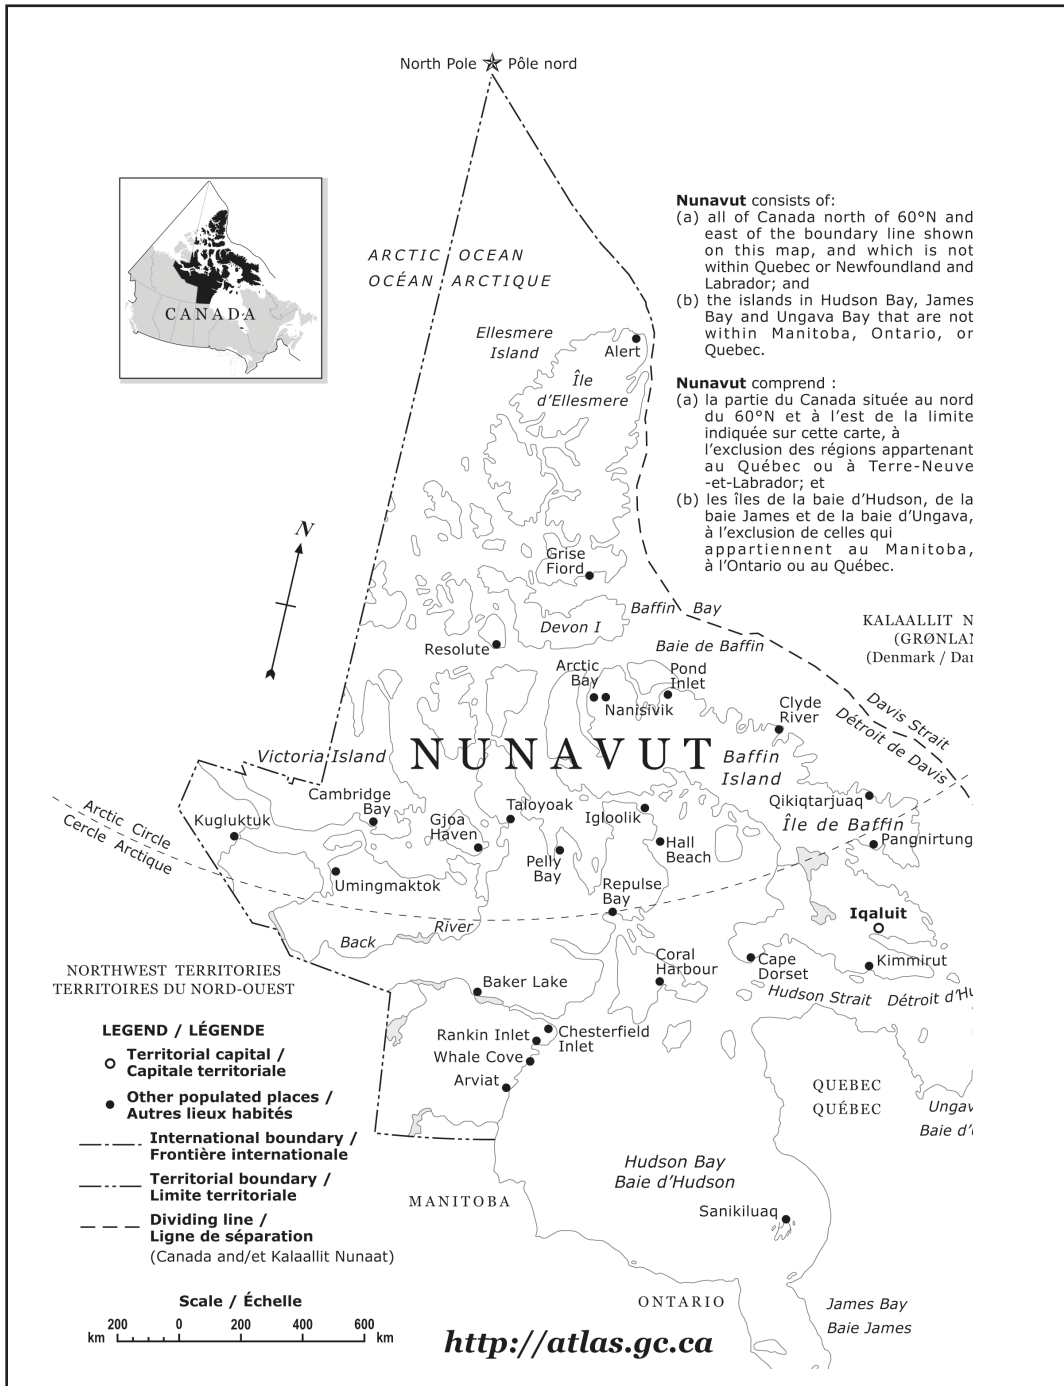 North Pole Pôle nord
CANADA
ARCTIC OCEAN
OCÉAN ARCTIQUE
Nunavut consists of:
(a) all of Canada north of 60°N and
east of the boundary line shown
on this map, and which is not
within Quebec or Newfoundland and
Labrador; and
(b) the islands in Hudson Bay, James
Bay and Ungava Bay that are not
within Manitoba, Ontario, or
Quebec.
Nunavut comprend :
(a) la partie du Canada située au nord
du 60°N et à l'est de la limite
indiquée sur cette carte, à
l'exclusion des régions appartenant
au Québec ou à Terre-Neuve
-et-Labrador; et
(b) les îles de la baie d'Hudson, de la
baie James et de la baie d'Ungava,
à l'exclusion de celles qui
appartiennent au Manitoba,
à l'Ontario ou au Québec.
Ellesmere
Island
Alert
Île
d'Ellesmere
N
Grise
Fiord
Baffin Bay
Baie de Baffin
Devon I
KALAALLIT N
(GRØNLAN
(Denmark / Dan
Resolute
Arctic
Bay
Nanisivik
Pond
Inlet
Clyde
River
Davis Strait
Détroit de Davis
Victoria Island
NUNAVUT
Baffin
Island
Île de Baffin
Arctic Circle
Cercle Arctique
Kugluktuk
Cambridge
Bay
Umingmaktok
Gjoa
Haven
Taloyoak
Pelly
Bay
Igloolik
Hall
Beach
Repulse
Bay
Qikiqtarjuaq
Pangnirtung
Iqaluit
Kimmirut
Cape
Dorset
Coral
Harbour
Back River
Hudson Strait Détroit d'Hu
NORTHWEST TERRITORIES
TERRITOIRES DU NORD-OUEST
Baker Lake
Rankin Inlet
Chesterfield
Inlet
Whale Cove
Arviat
QUEBEC
QUÉBEC
Ungav
Baie d'U
Hudson Bay
Baie d'Hudson
MANITOBA
Sanikiluaq
ONTARIO
James Bay
Baie James
LEGEND / LÉGENDE
Territorial capital /
Capitale territoriale
Other populated places /
Autres lieux habités
International boundary /
Frontière internationale
Territorial boundary /
Limite territoriale
Dividing line /
Ligne de séparation
(Canada and/et Kalaallit Nunaat)
Scale / Échelle
200 0 200 400 600
km km
http://atlas.gc.ca